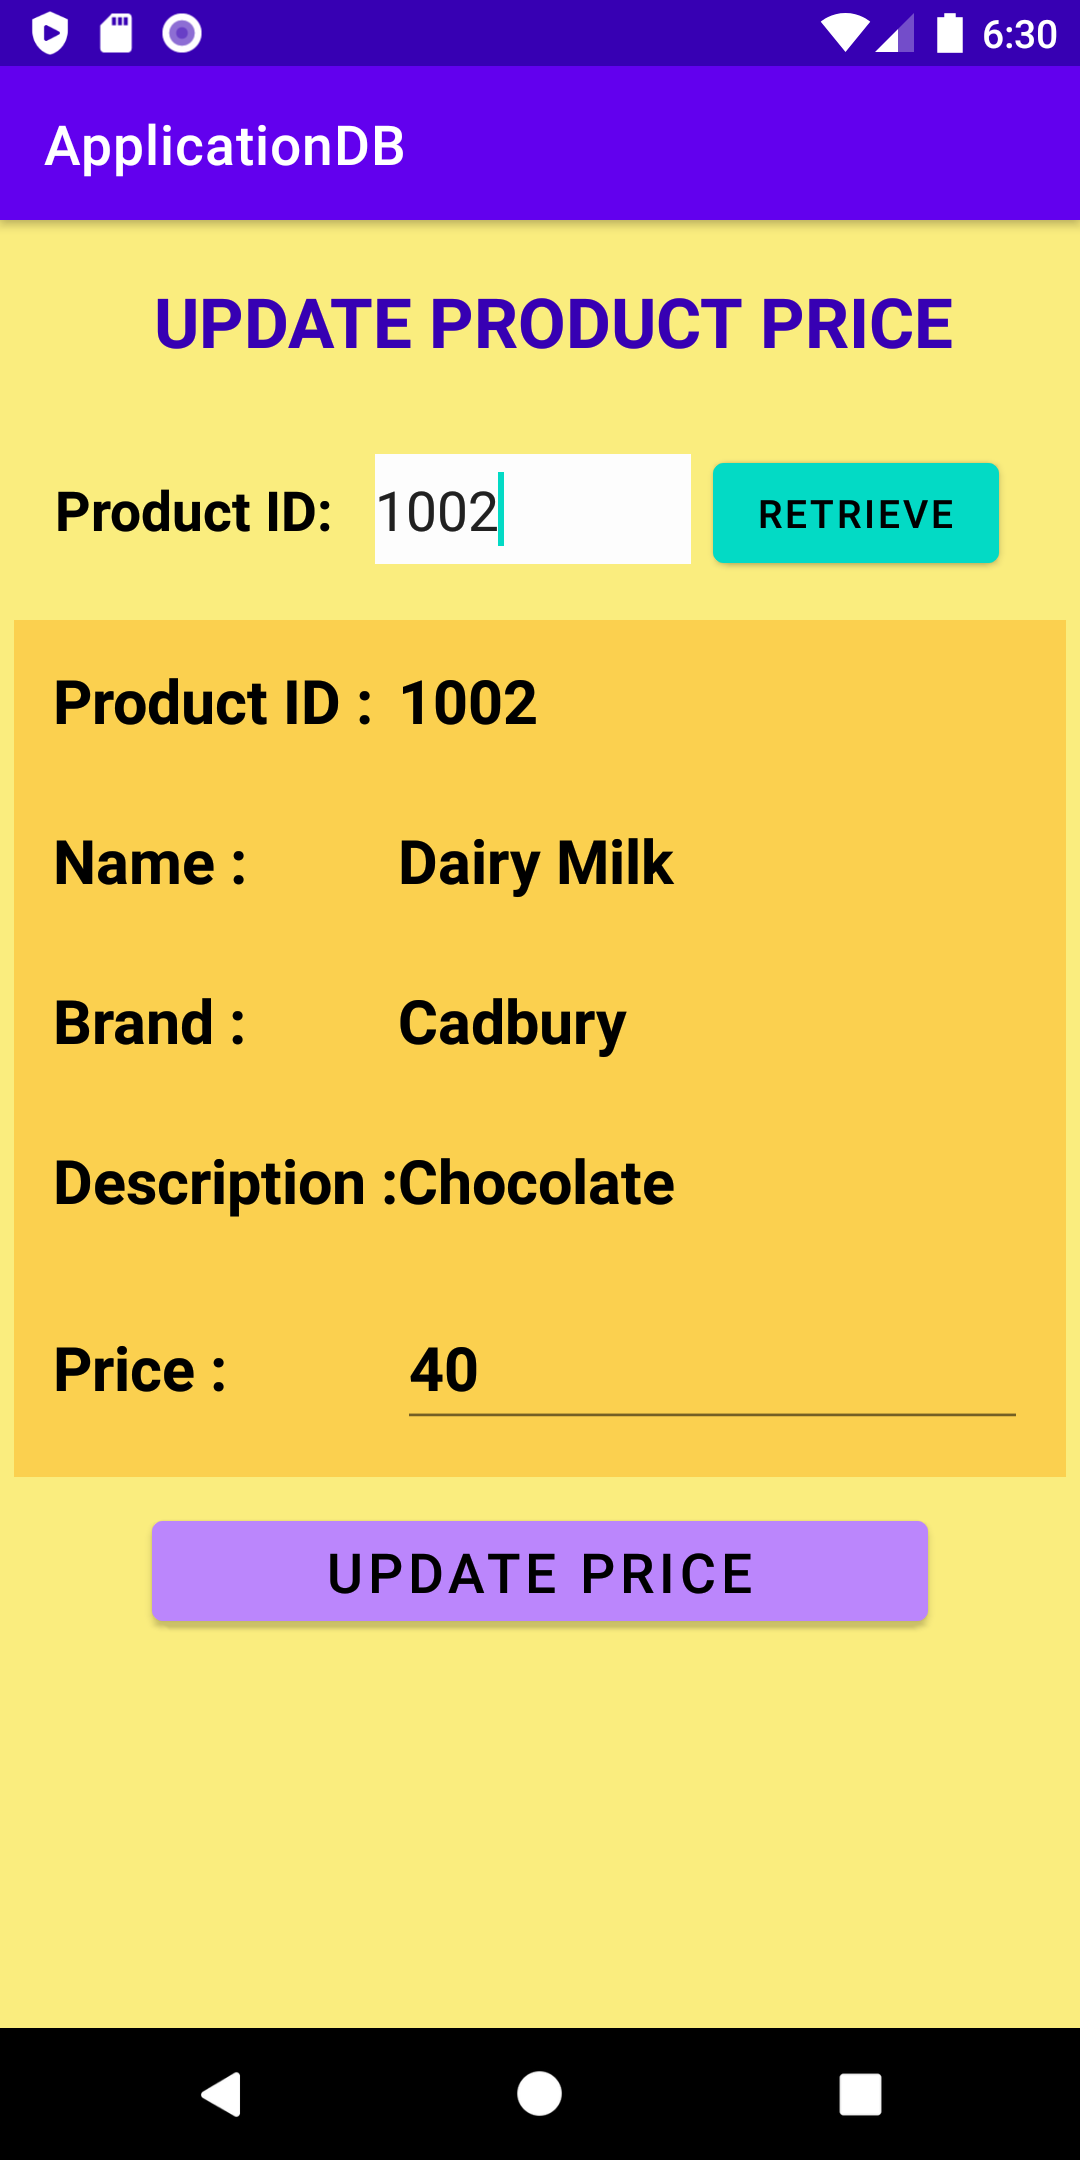 6:30
ApplicationDB
UPDATE PRODUCT PRICE
Product ID: 1002 RETRIEVE
Product ID : 1002
Name : Dairy Milk
Brand : Cadbury
Description :Chocolate
Price : 40
UPDATE PRICE